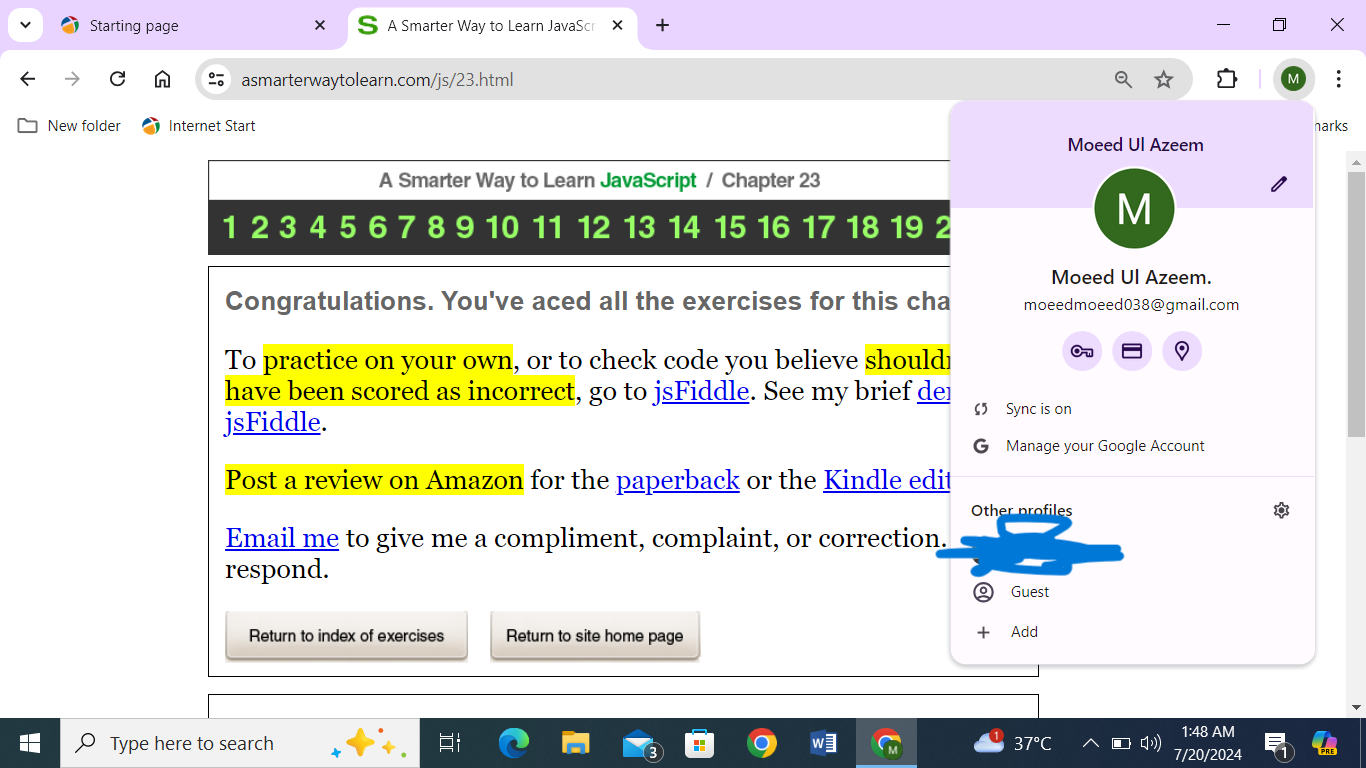 Starting page
A Smarter Way to Learn JavaScr
asmarterwaytolearn.com/js/23.html
M
New folder
Internet Start
marks
A Smarter Way to Learn JavaScript / Chapter 23
1 2 3 4 5 6 7 8 9 10 11 12 13 14 15 16 17 18 19 2
Congratulations. You've aced all the exercises for this cha
To practice on your own, or to check code you believe shouldn
have been scored as incorrect, go to jsFiddle. See my brief de
jsFiddle.
Post a review on Amazon for the paperback or the Kindle edit
Email me to give me a compliment, complaint, or correction.
respond.
Return to index of exercises
Return to site home page
Moeed Ul Azeem
M
Moeed Ul Azeem.
moeedmoeed038@gmail.com
Sync is on
G
Manage your Google Account
Other profiles
Guest
Add
Type here to search
3
W
M
1
37°C
1:48 AM
7/20/2024
1
PRE